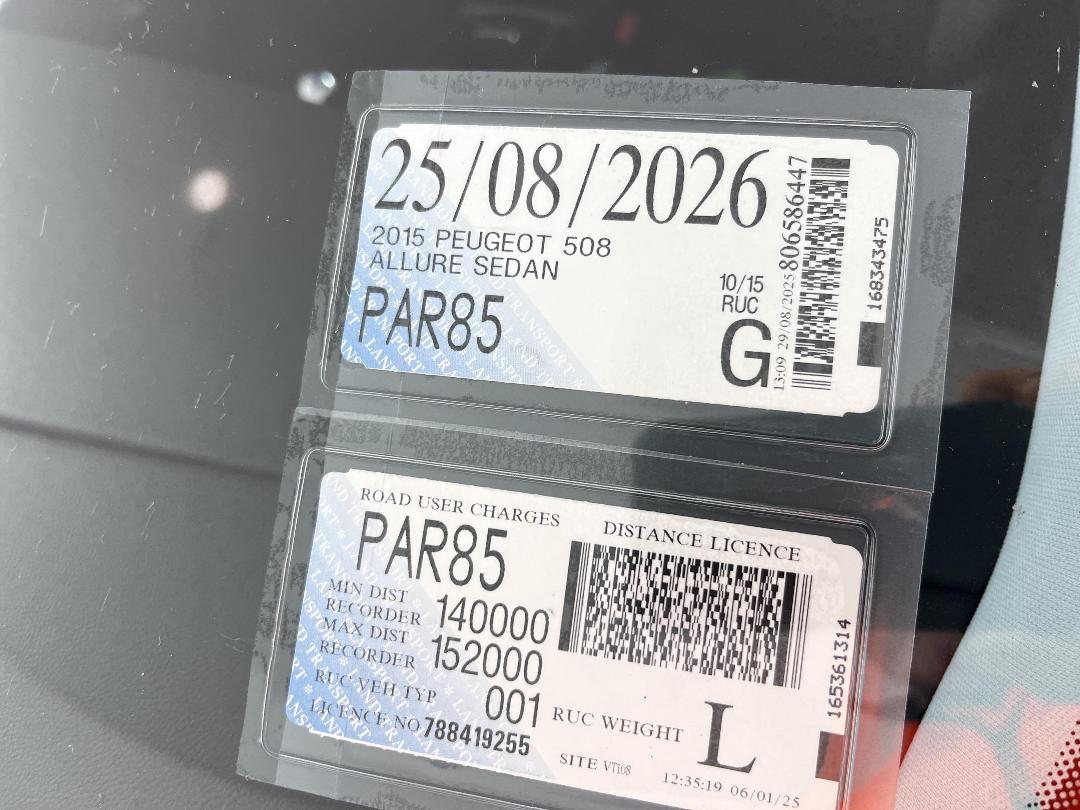 25/08/2026
2015 PEUGEOT 508
ALLURE SEDAN
PAR85
10/15
RUC
G
13:09 29/08/2025 806586447
168343475
ROAD USER CHARGES
DISTANCE LICENCE
PAR85
MIN DIST
RECORDER 140000
MAX DIST
RECORDER 152000
RUC VEH TYP 001
RUC WEIGHT L
LICENCE NO 788419255
SITE VT108
12:35:19 06/01/25
165361314